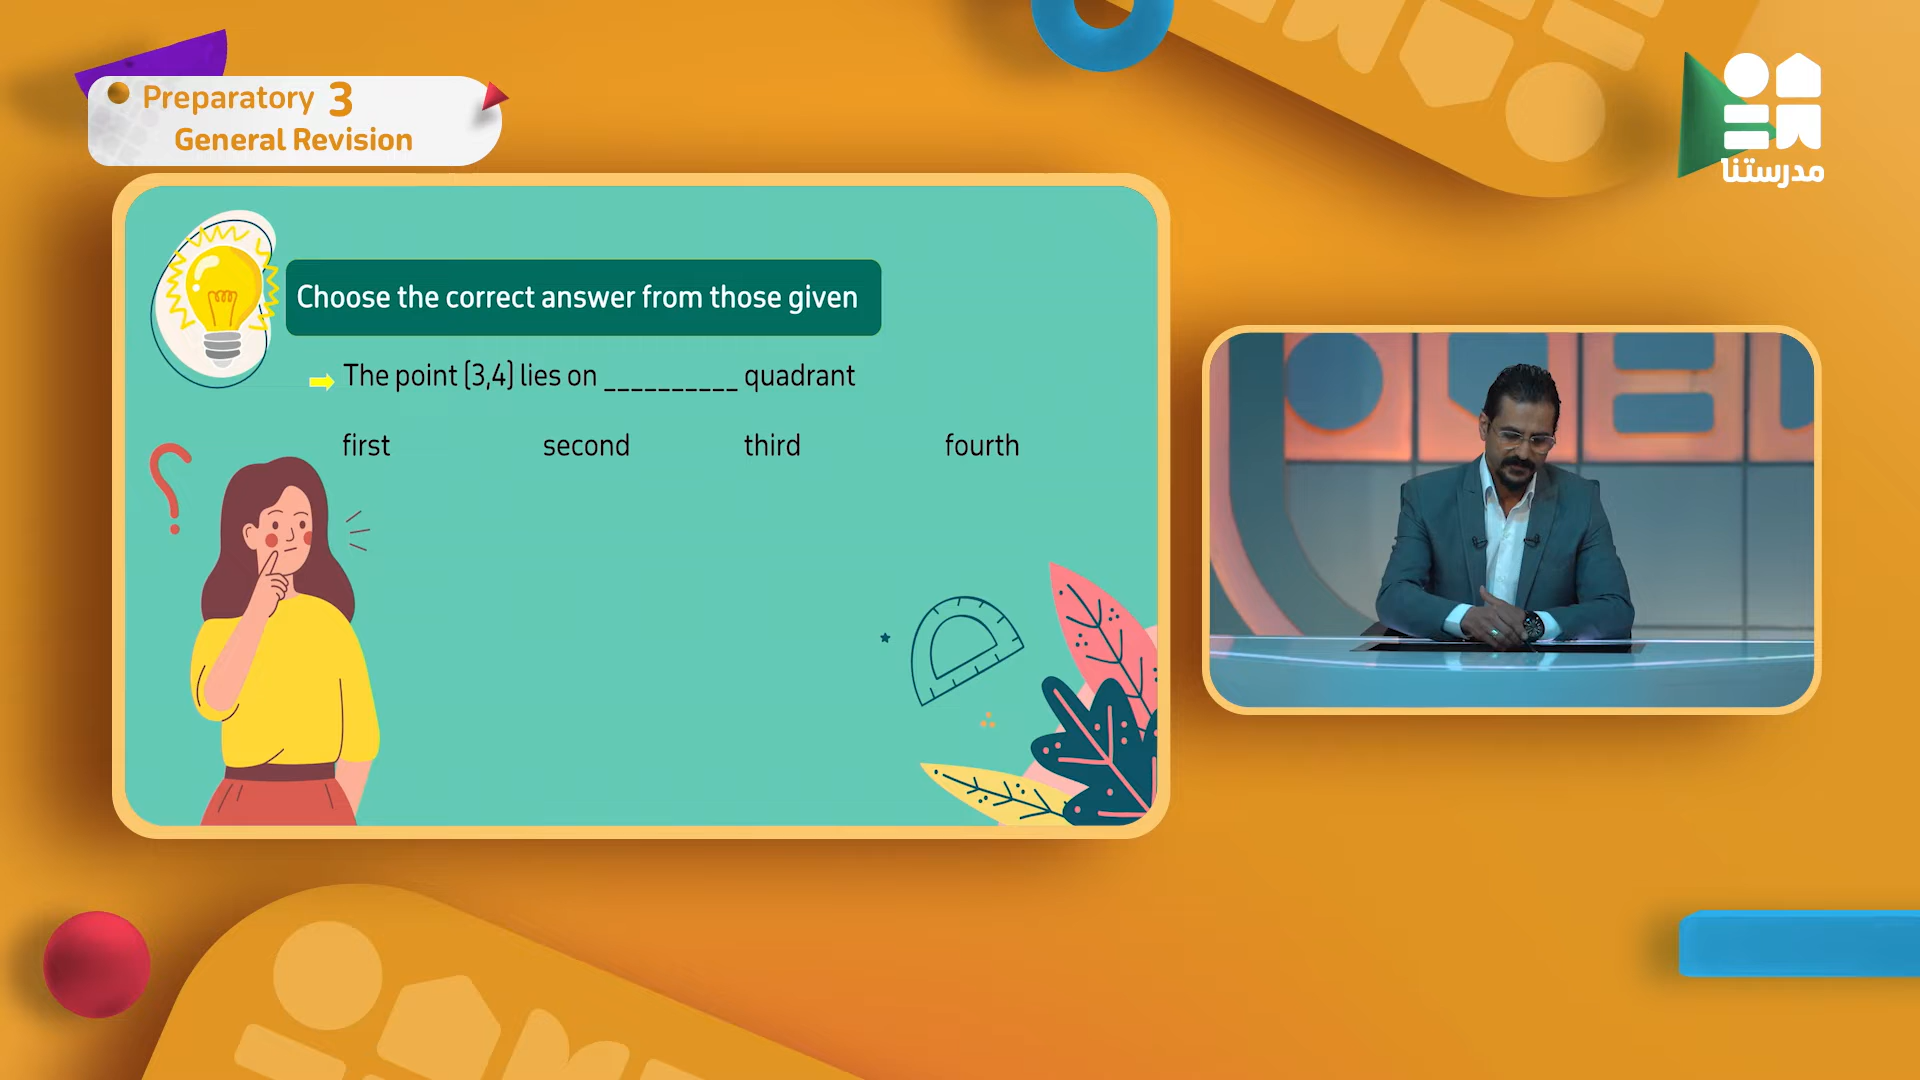 Preparatory 3
General Revision
مدرستنا
Choose the correct answer from those given
The point (3,4) lies on __________ quadrant
first second third fourth